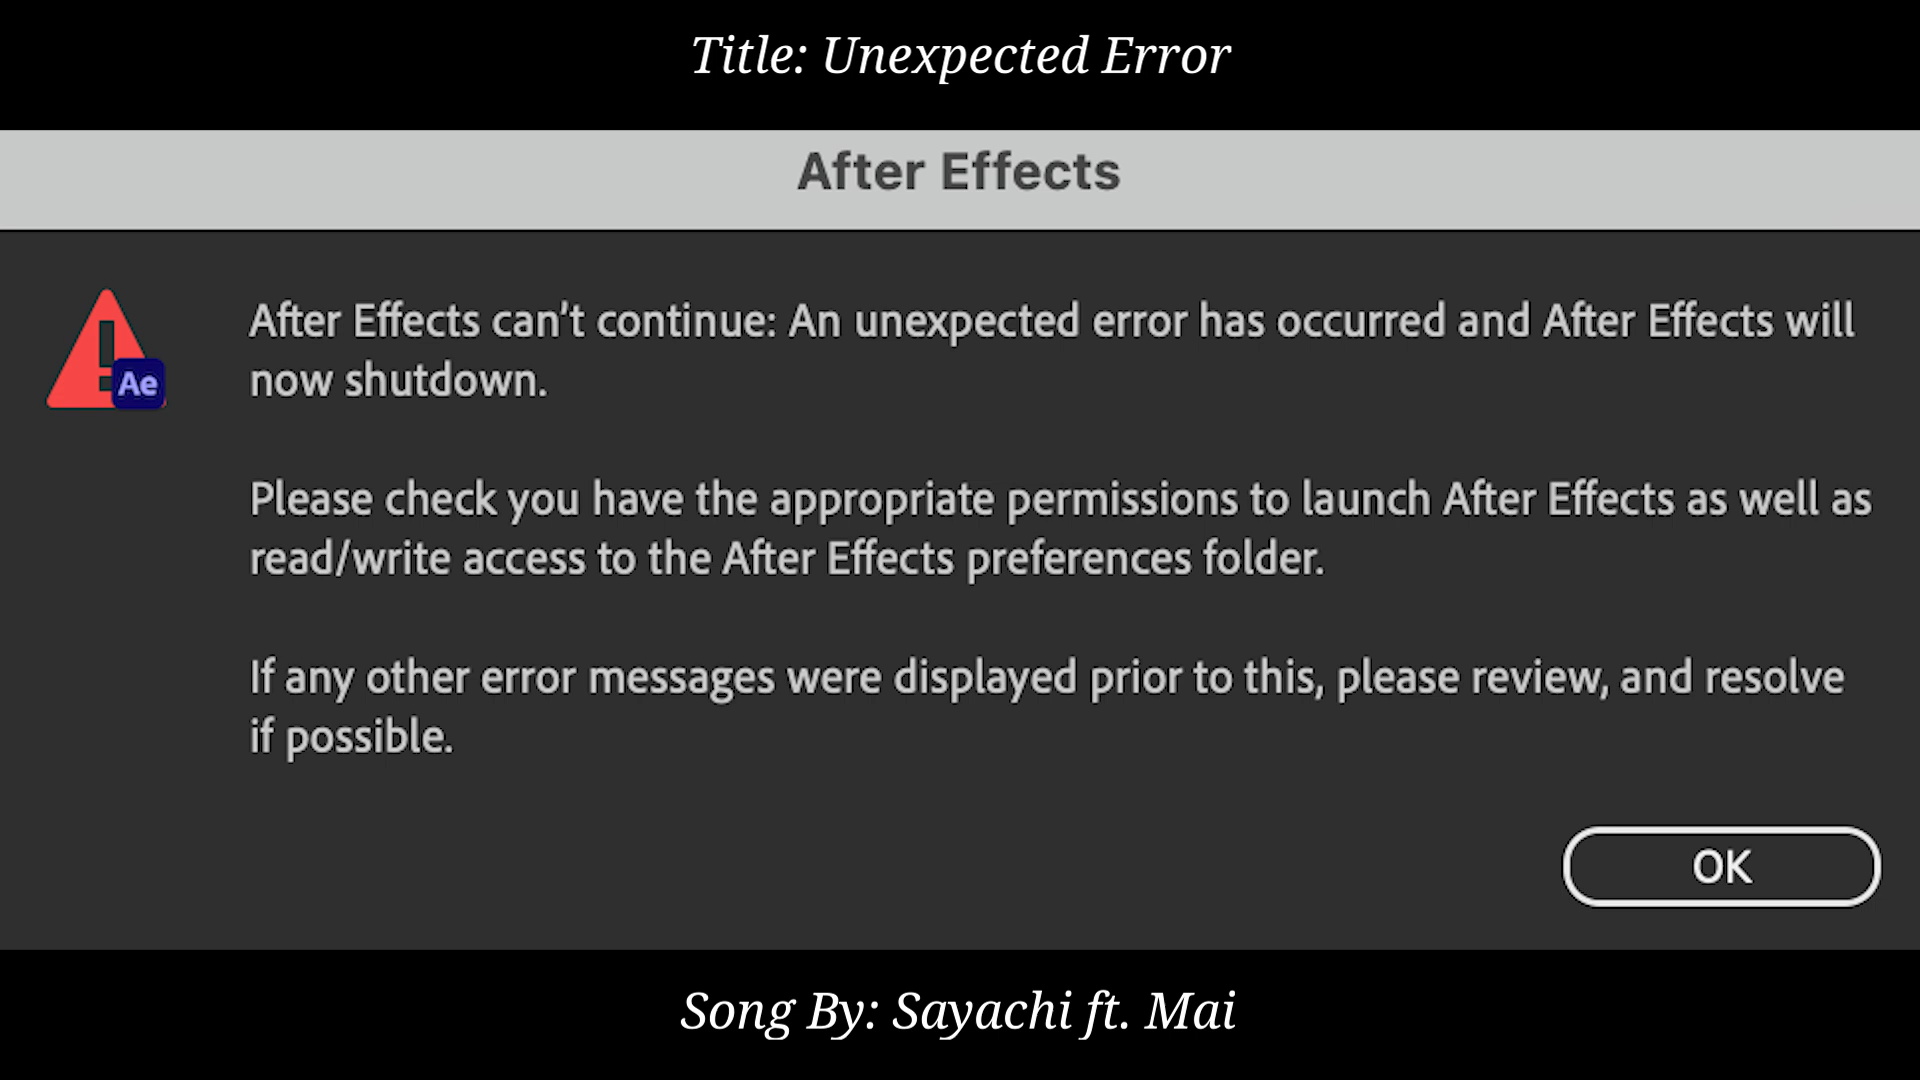 Title: Unexpected Error
After Effects
After Effects can't continue: An unexpected error has occurred and After Effects will
now shutdown.
Please check you have the appropriate permissions to launch After Effects as well as
read/write access to the After Effects preferences folder.
If any other error messages were displayed prior to this, please review, and resolve
if possible.
Ae
OK
Song By: Sayachi ft. Mai